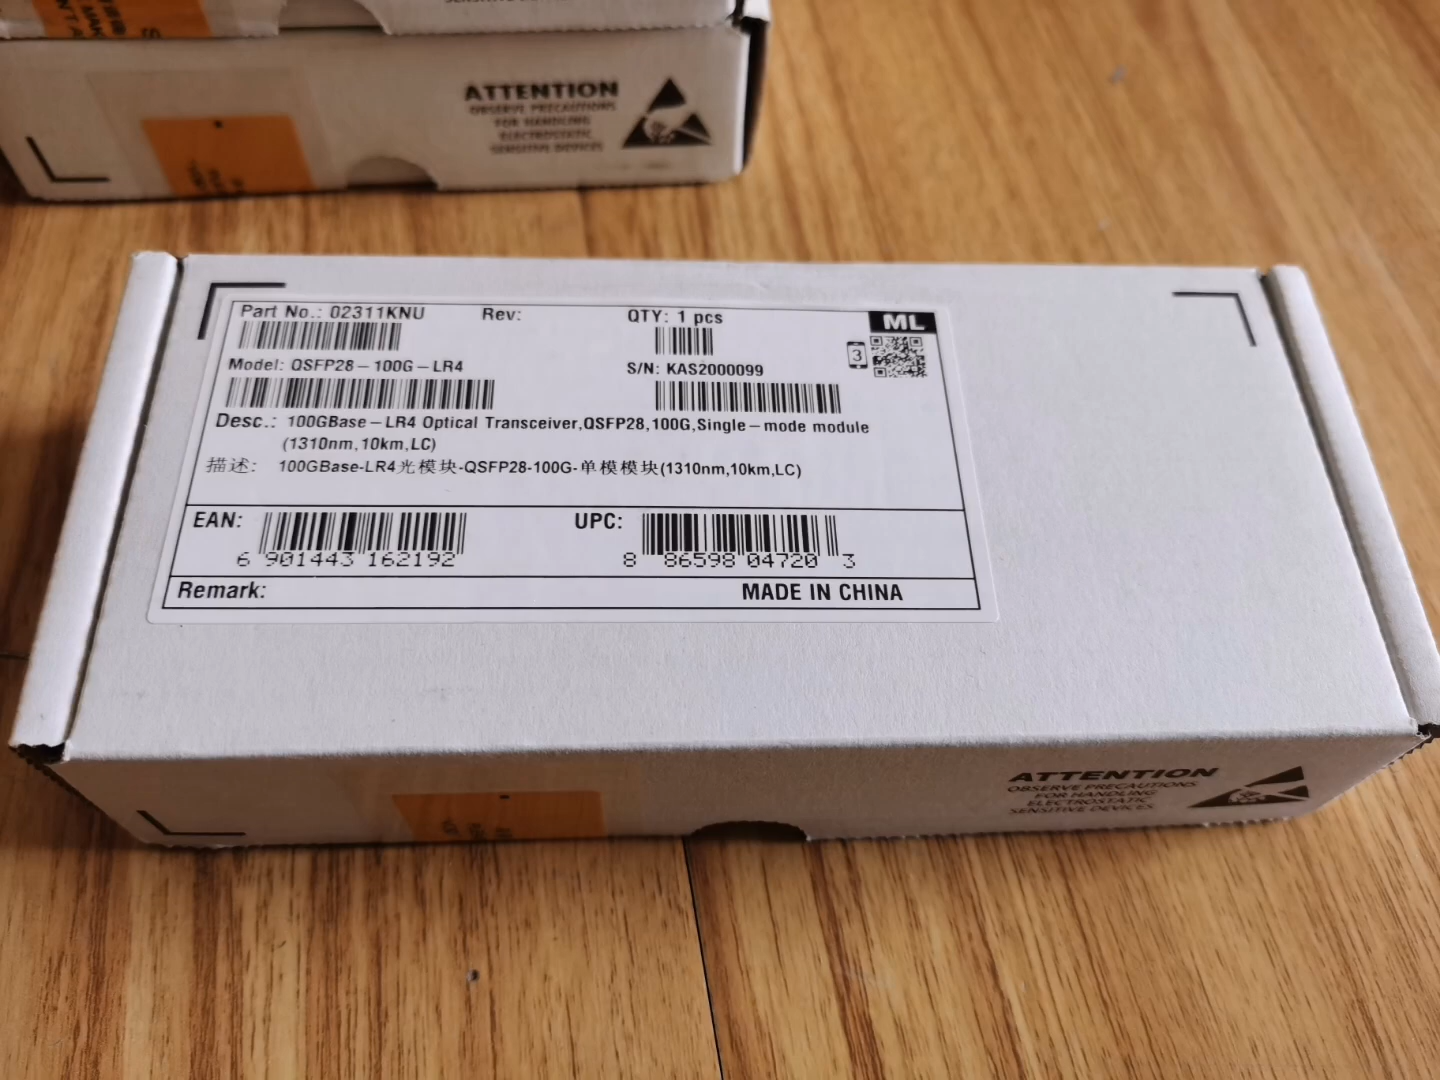 ATTENTION
OBSERVE PRECAUTIONS
FOR HANDLING
ELECTROSTATIC
SENSITIVE DEVICES
Part No.: 02311KNU Rev: QTY: 1 pcs ML
Model: QSFP28-100G-LR4 S/N: KAS2000099 3
Desc.: 100GBase-LR4 Optical Transceiver,QSFP28,100G,Single-mode module
(1310nm,10km,LC)
描述: 100GBase-LR4光模块-QSFP28-100G-单模模块(1310nm,10km,LC)
EAN: UPC:
6 901443 162192 8 86598 04720 3
Remark: MADE IN CHINA
ATTENTION
OBSERVE PRECAUTIONS
FOR HANDLING
ELECTROSTATIC
SENSITIVE DEVICES